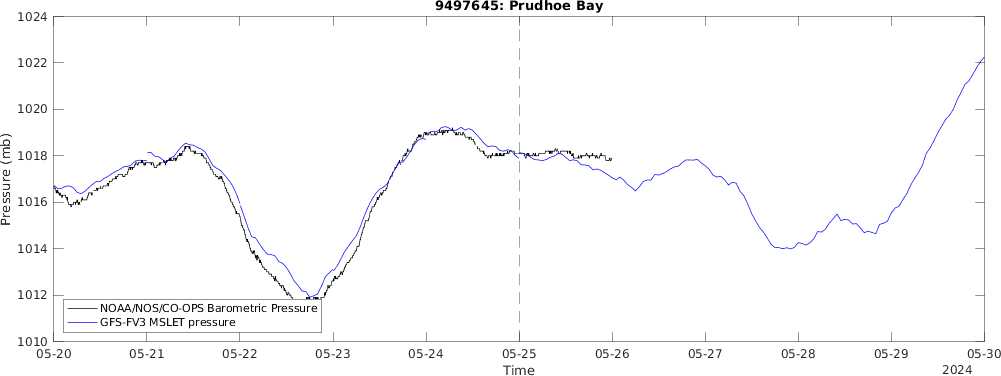 9497645: Prudhoe Bay
1024
1022
1020
1018
1016
1014
1012
1010
Pressure (mb)
NOAA/NOS/CO-OPS Barometric Pressure
GFS-FV3 MSLET pressure
05-20 05-21 05-22 05-23 05-24 05-25 05-26 05-27 05-28 05-29 05-30
Time
2024